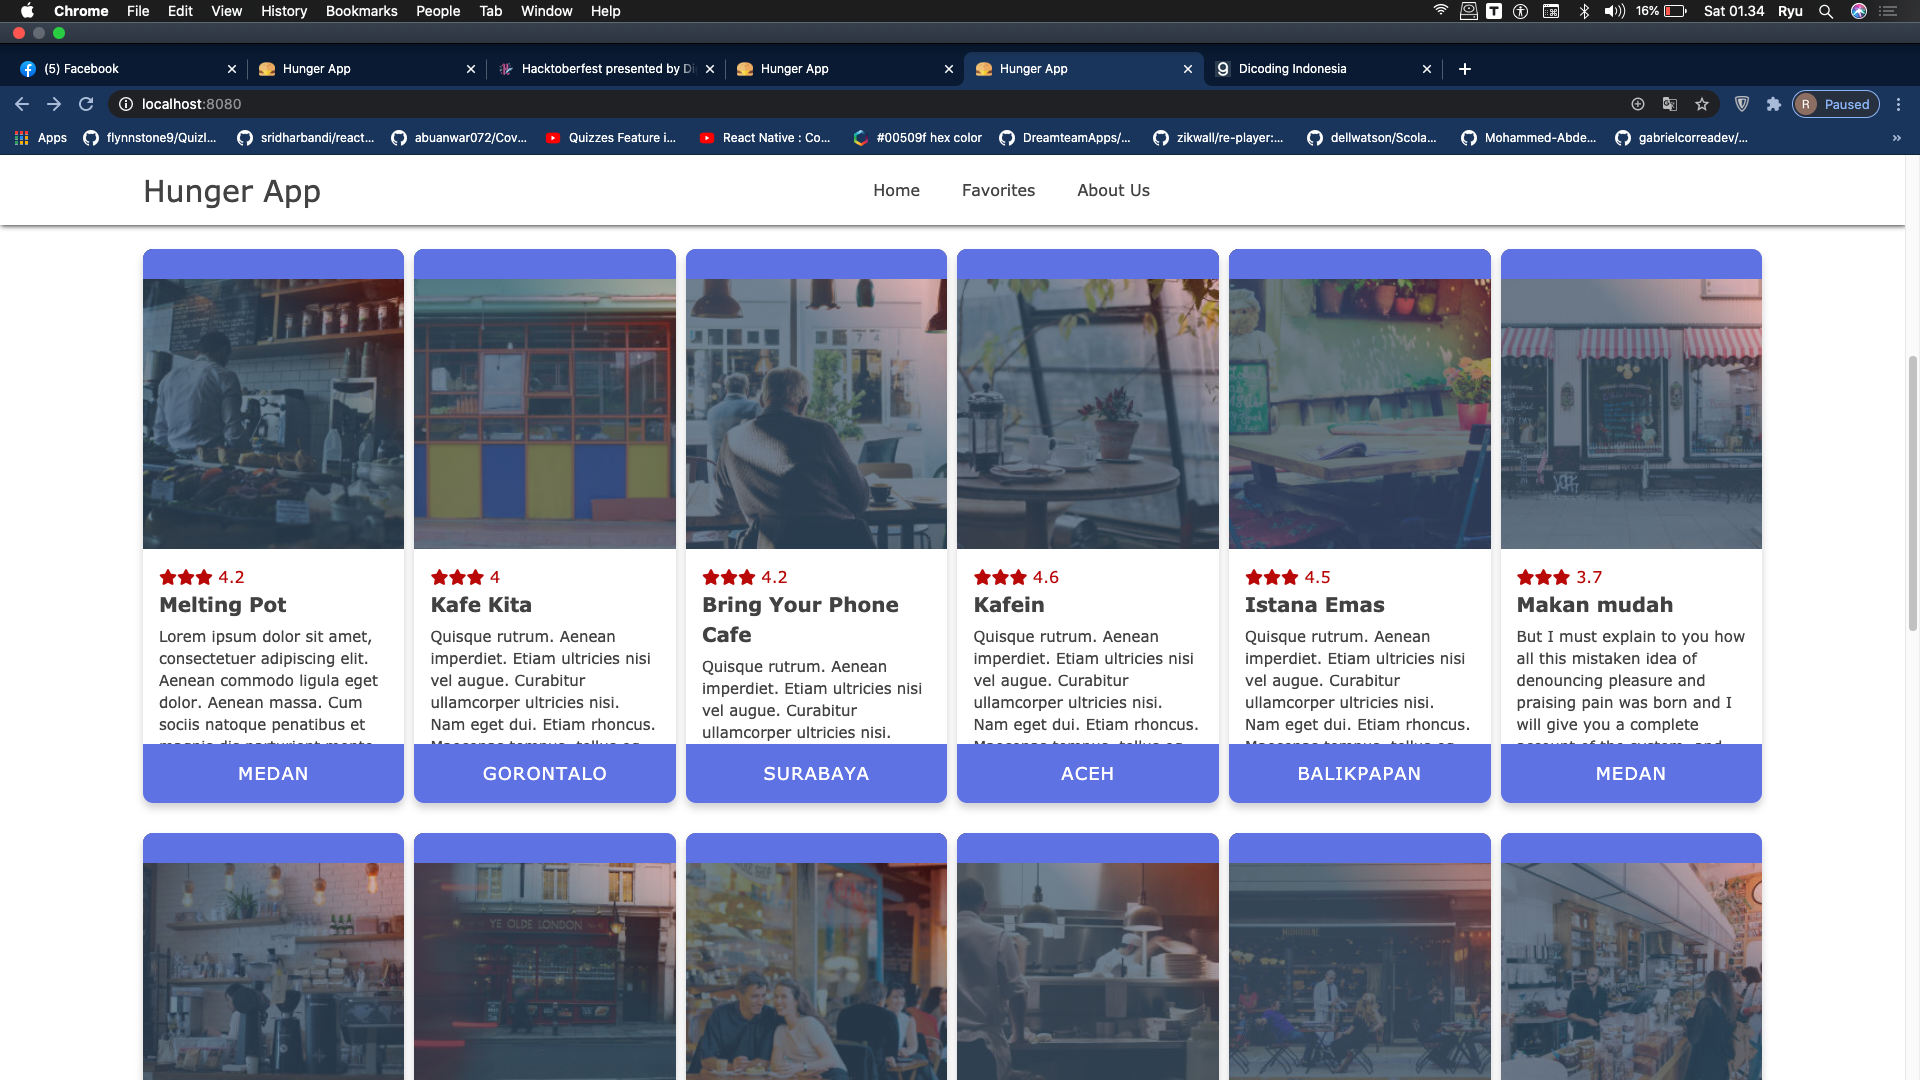 Chrome File Edit View History Bookmarks People Tab Window Help 16% Sat 01.34 Ryu
(5) Facebook Hunger App Hacktoberfest presented by Di Hunger App Hunger App Dicoding Indonesia
localhost:8080 R Paused
Apps flynnstone9/Quizl... sridharbandi/react... abuanwar072/Cov... Quizzes Feature i... React Native : Co... #00509f hex color DreamteamApps/... zikwall/re-player:... dellwatson/Scola... Mohammed-Abde... gabrielcorreadev/... »
Hunger App Home Favorites About Us
4.2
Melting Pot
Lorem ipsum dolor sit amet,
consectetuer adipiscing elit.
Aenean commodo ligula eget
dolor. Aenean massa. Cum
sociis natoque penatibus et
MEDAN
4
Kafe Kita
Quisque rutrum. Aenean
imperdiet. Etiam ultricies nisi
vel augue. Curabitur
ullamcorper ultricies nisi.
Nam eget dui. Etiam rhoncus.
GORONTALO
4.2
Bring Your Phone
Cafe
Quisque rutrum. Aenean
imperdiet. Etiam ultricies nisi
vel augue. Curabitur
ullamcorper ultricies nisi.
SURABAYA
4.6
Kafein
Quisque rutrum. Aenean
imperdiet. Etiam ultricies nisi
vel augue. Curabitur
ullamcorper ultricies nisi.
Nam eget dui. Etiam rhoncus.
ACEH
4.5
Istana Emas
Quisque rutrum. Aenean
imperdiet. Etiam ultricies nisi
vel augue. Curabitur
ullamcorper ultricies nisi.
Nam eget dui. Etiam rhoncus.
BALIKPAPAN
3.7
Makan mudah
But I must explain to you how
all this mistaken idea of
denouncing pleasure and
praising pain was born and I
will give you a complete
MEDAN
YE OLDE LONDON